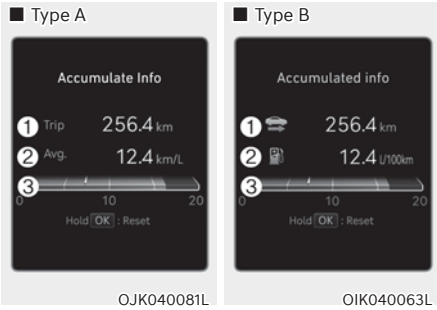 ■ Type A
Accumulate Info
1 Trip 256.4 km
2 Avg. 12.4 km/L
3
0 10 20
Hold OK : Reset
OJK040081L
■ Type B
Accumulated info
1 256.4 km
2 12.4 L/100km
3
0 10 20
Hold OK : Reset
OIK040063L